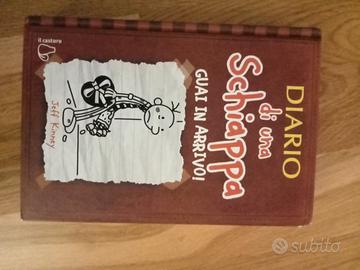 DIARIO
di una
Schiappa
GUAI IN ARRIVO!
Jeff Kinney
il castoro
subito